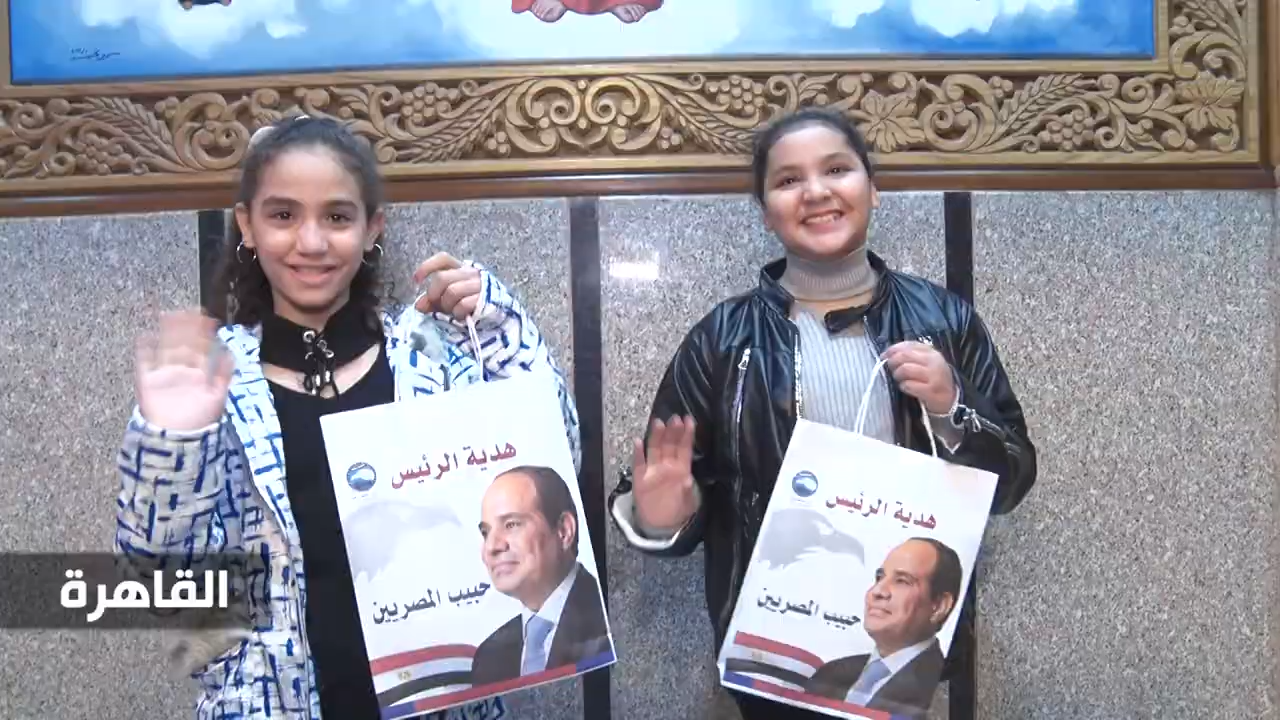 هدية الرئيس
حبيب المصريين
هدية الرئيس
حبيب المصريين
القاهرة